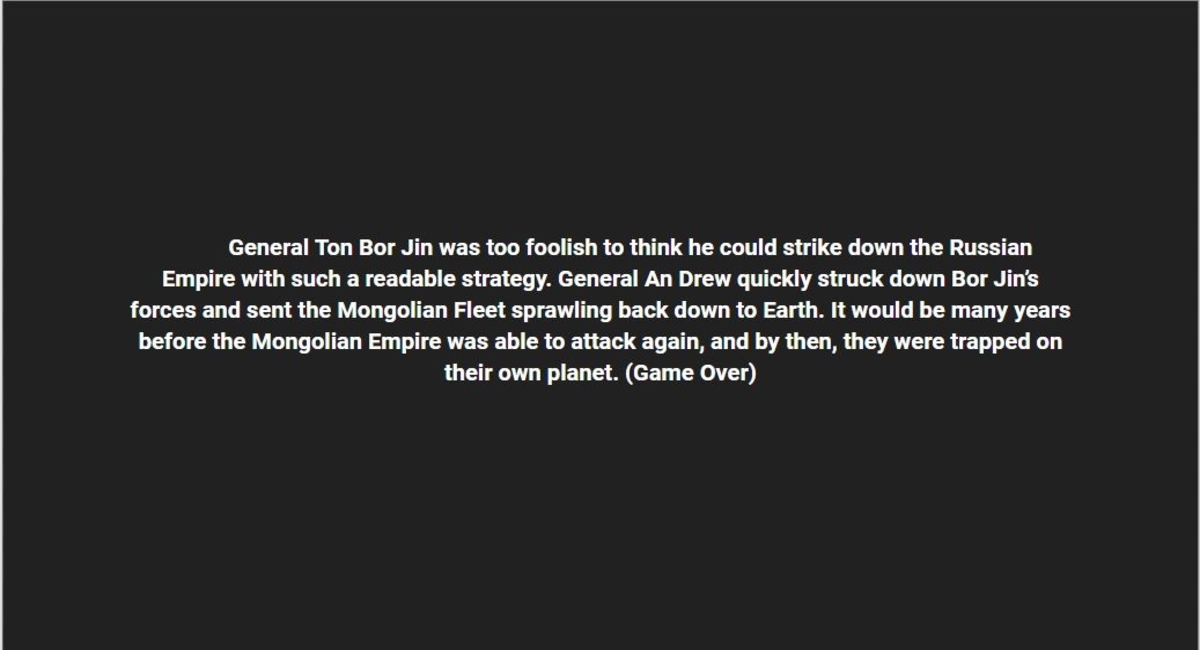 General Ton Bor Jin was too foolish to think he could strike down the Russian
Empire with such a readable strategy. General An Drew quickly struck down Bor Jin’s
forces and sent the Mongolian Fleet sprawling back down to Earth. It would be many years
before the Mongolian Empire was able to attack again, and by then, they were trapped on
their own planet. (Game Over)